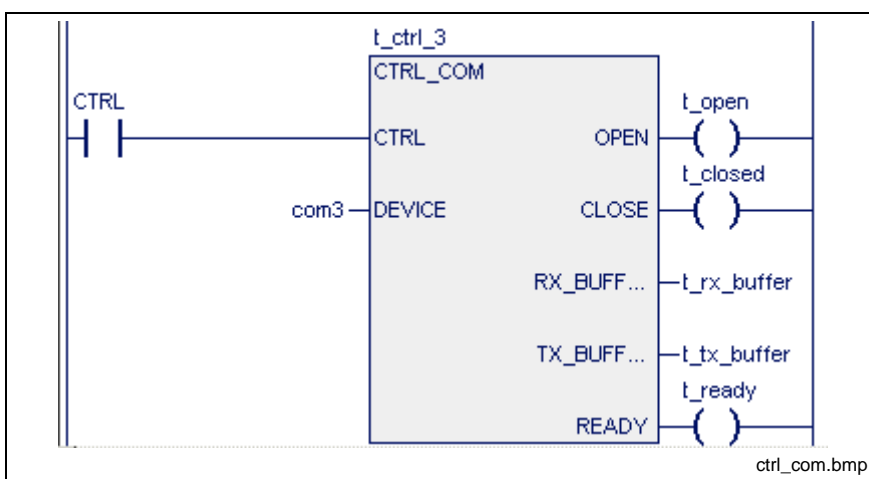 t_ctrl_3
CTRL_COM
CTRL
t_open
CTRL
OPEN
t_closed
com3
DEVICE
CLOSE
RX_BUFF...
t_rx_buffer
TX_BUFF...
t_tx_buffer
t_ready
READY
ctrl_com.bmp